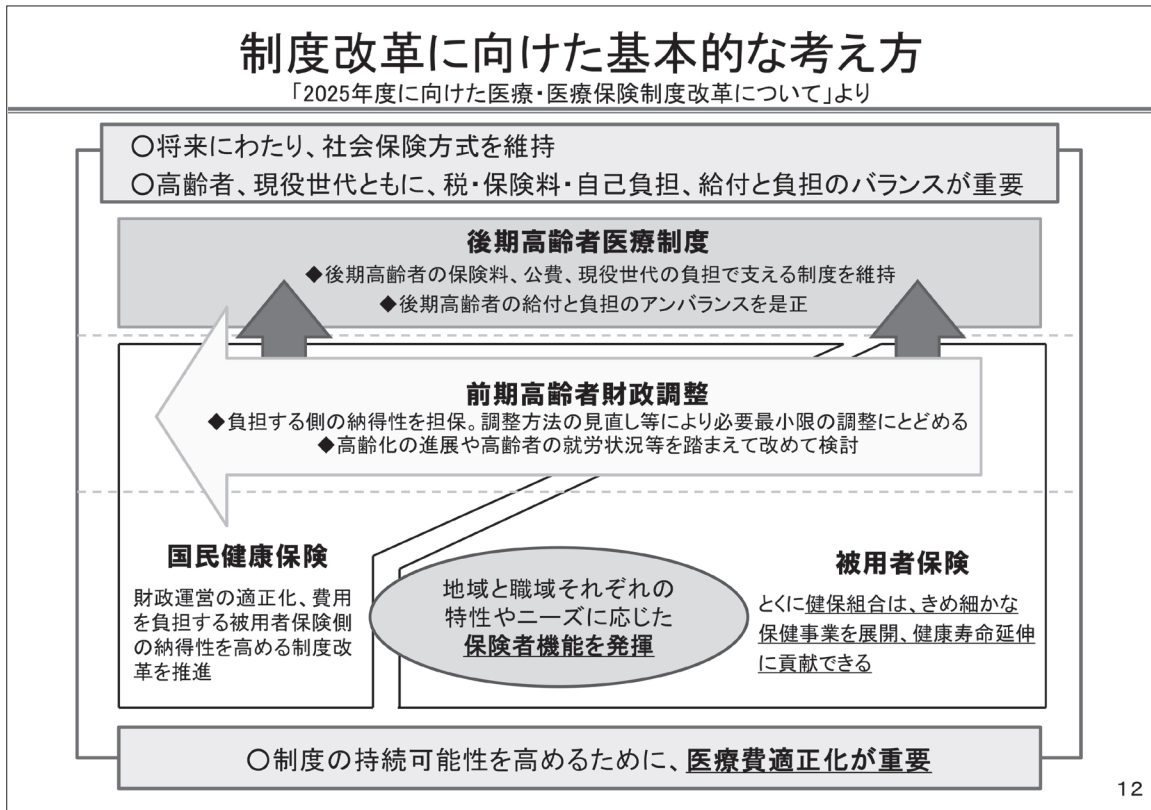 制度改革に向けた基本的な考え方
「2025年度に向けた医療・医療保険制度改革について」より
○将来にわたり、社会保険方式を維持
○高齢者、現役世代ともに、税・保険料・自己負担、給付と負担のバランスが重要
後期高齢者医療制度
◆後期高齢者の保険料、公費、現役世代の負担で支える制度を維持
◆後期高齢者の給付と負担のアンバランスを是正
前期高齢者財政調整
◆負担する側の納得性を担保。調整方法の見直し等により必要最小限の調整にとどめる
◆高齢化の進展や高齢者の就労状況等を踏まえて改めて検討
国民健康保険
財政運営の適正化、費用
を負担する被用者保険側
の納得性を高める制度改
革を推進
地域と職域それぞれの
特性やニーズに応じた
保険者機能を発揮
被用者保険
とくに健保組合は、きめ細かな
保健事業を展開、健康寿命延伸
に貢献できる
○制度の持続可能性を高めるために、医療費適正化が重要
12